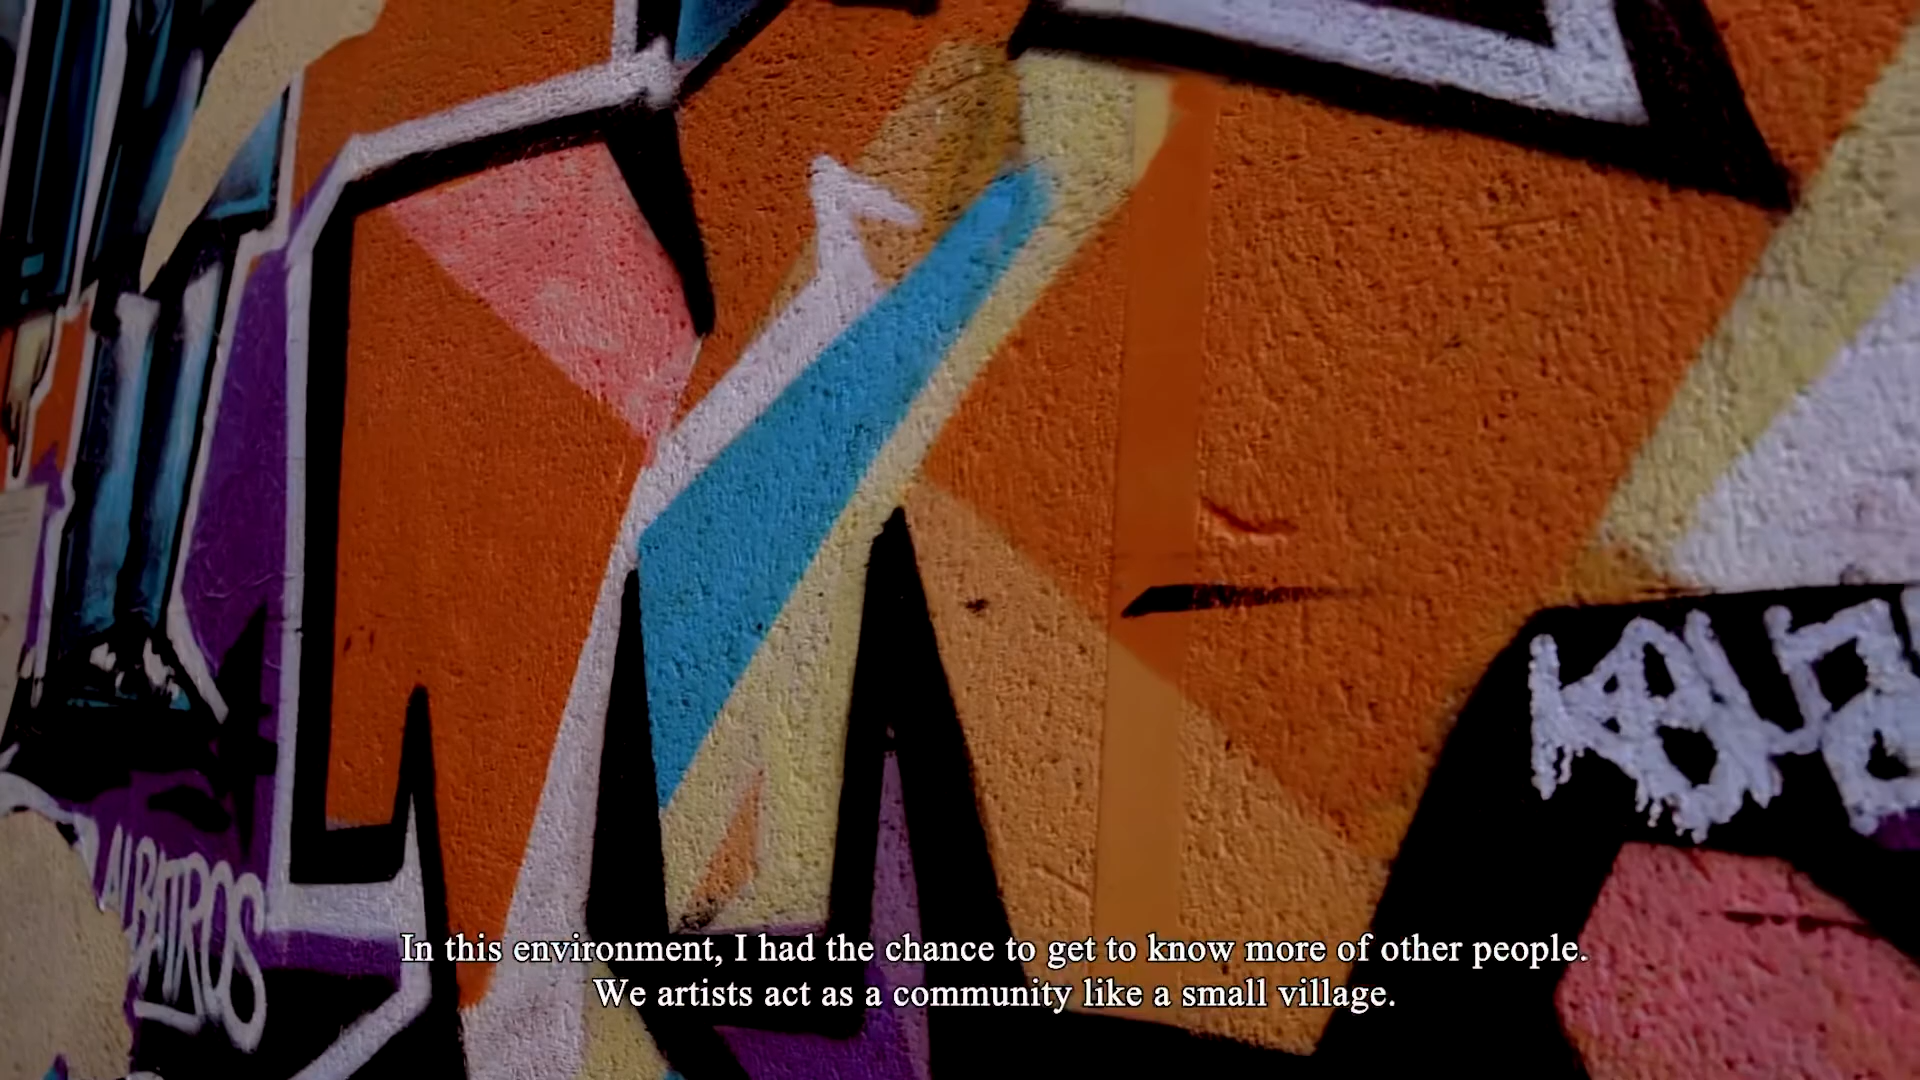 ALBATROS
In this environment, I had the chance to get to know more of other people.
We artists act as a community like a small village.